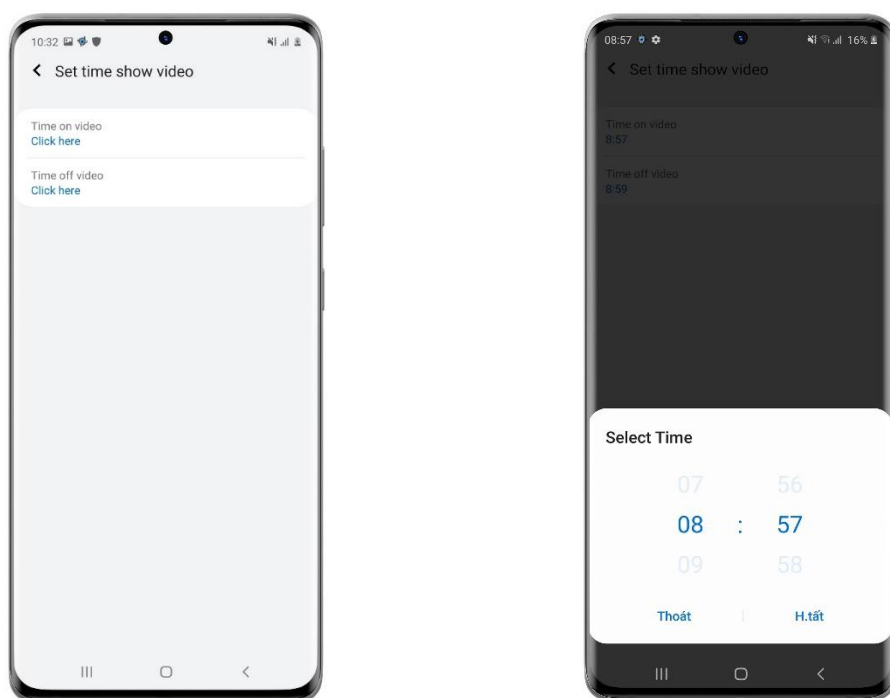 10:32
Set time show video
Time on video
Click here
Time off video
Click here
08:57 16%
Set time show video
Time on video
8:57
Time off video
8:59
Select Time
07 56
08 : 57
09 58
Thoát H.tất